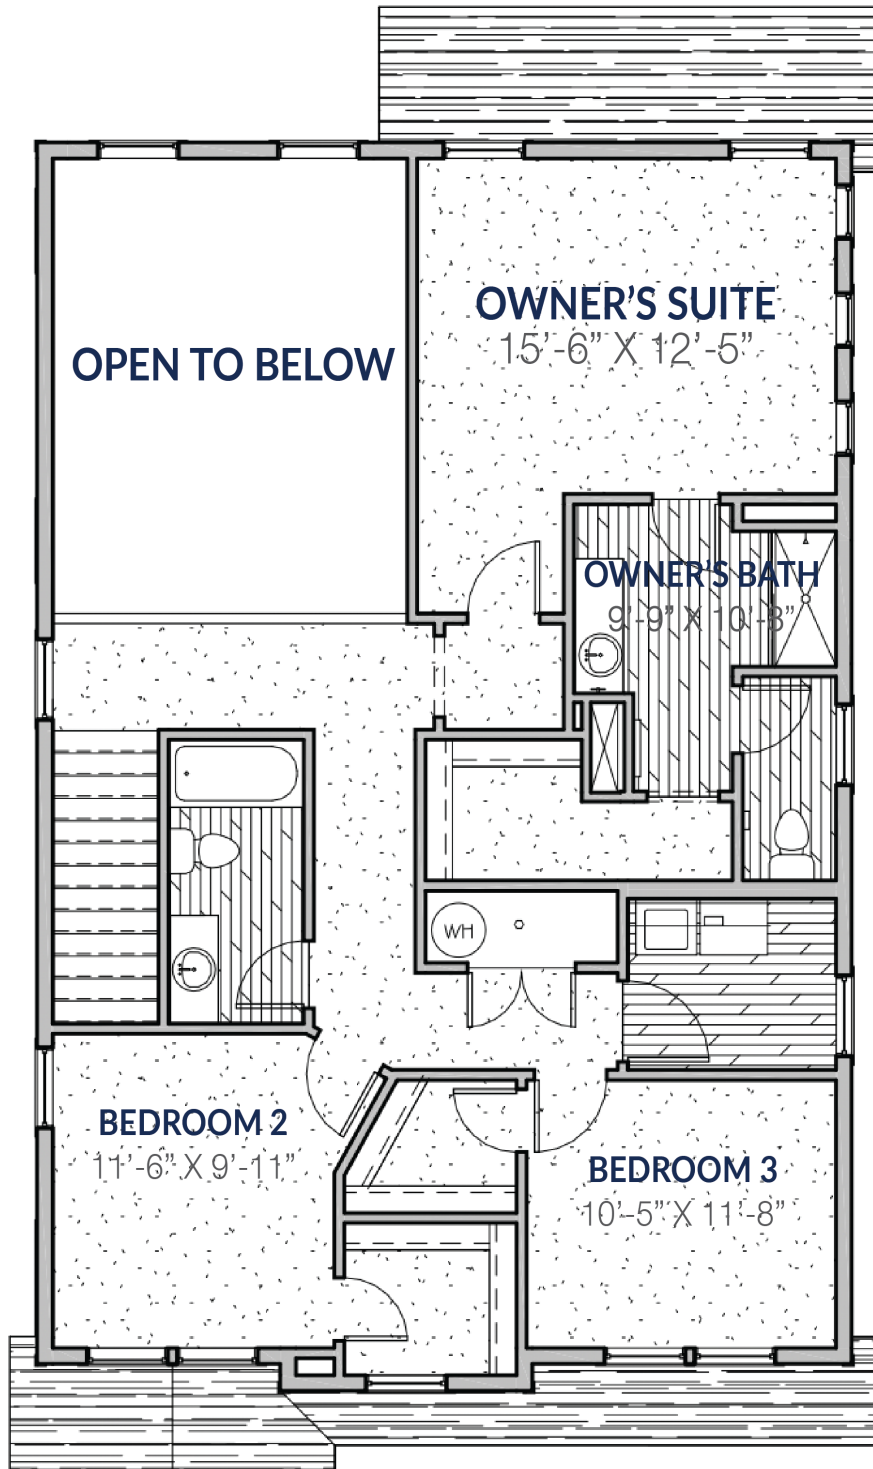 OWNER’S SUITE
15’-6” X 12’-5”
OPEN TO BELOW
OWNER’S BATH
9’-9” X 10’-8”
WH
BEDROOM 2
11’-6” X 9’-11”
BEDROOM 3
10’-5” X 11’-8”